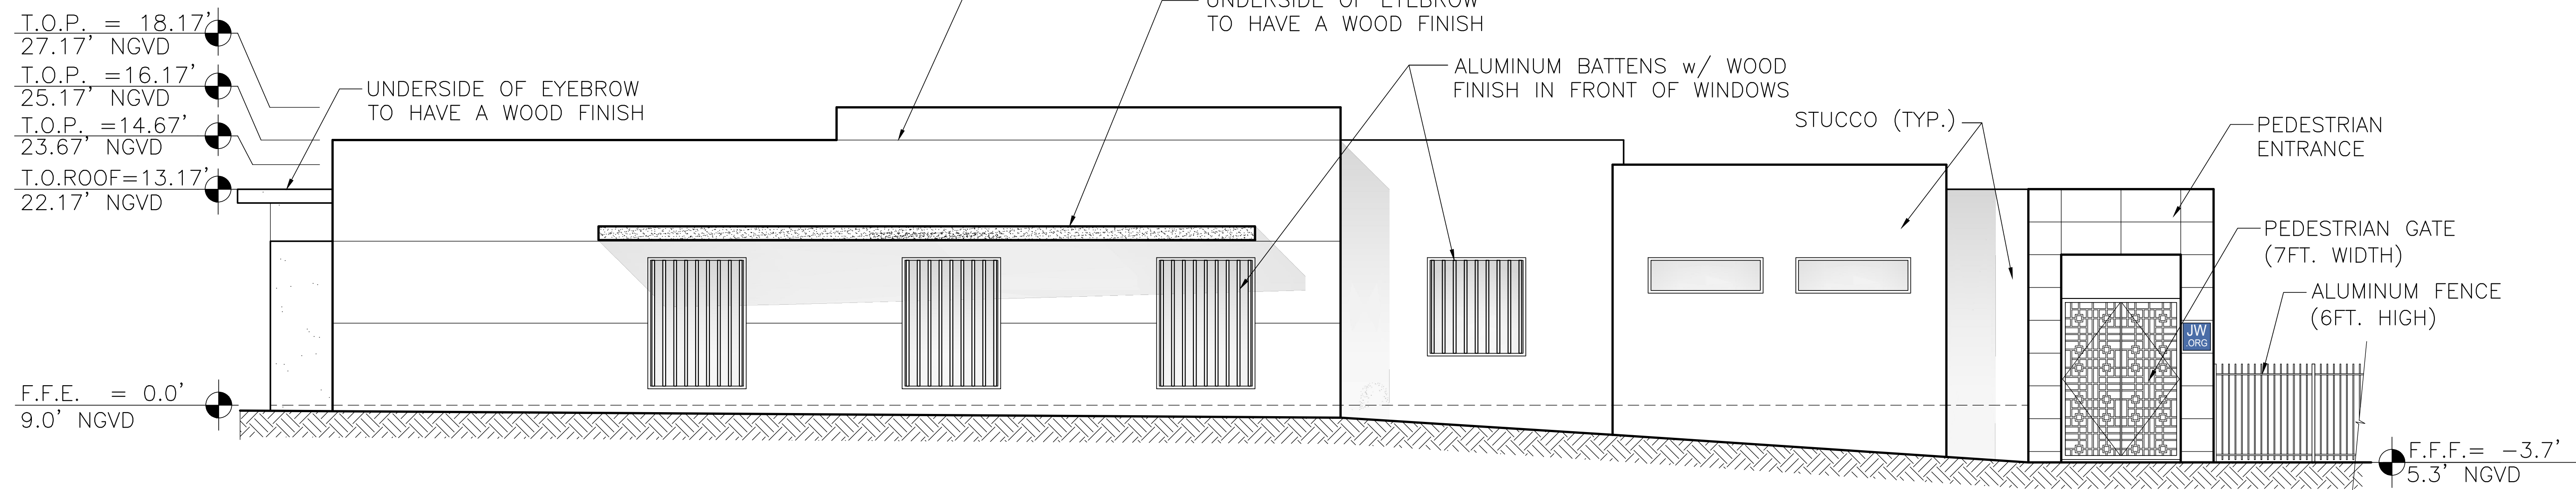 T.O.P. = 18.17'
27.17' NGVD
T.O.P. =16.17'
25.17' NGVD
T.O.P. =14.67'
23.67' NGVD
T.O.ROOF=13.17'
22.17' NGVD
F.F.E. = 0.0'
9.0' NGVD
UNDERSIDE OF EYEBROW
TO HAVE A WOOD FINISH
UNDERSIDE OF EYEBROW
TO HAVE A WOOD FINISH
ALUMINUM BATTENS w/ WOOD
FINISH IN FRONT OF WINDOWS
STUCCO (TYP.)
PEDESTRIAN
ENTRANCE
PEDESTRIAN GATE
(7FT. WIDTH)
ALUMINUM FENCE
(6FT. HIGH)
JW
.ORG
F.F.F.= -3.7'
5.3' NGVD